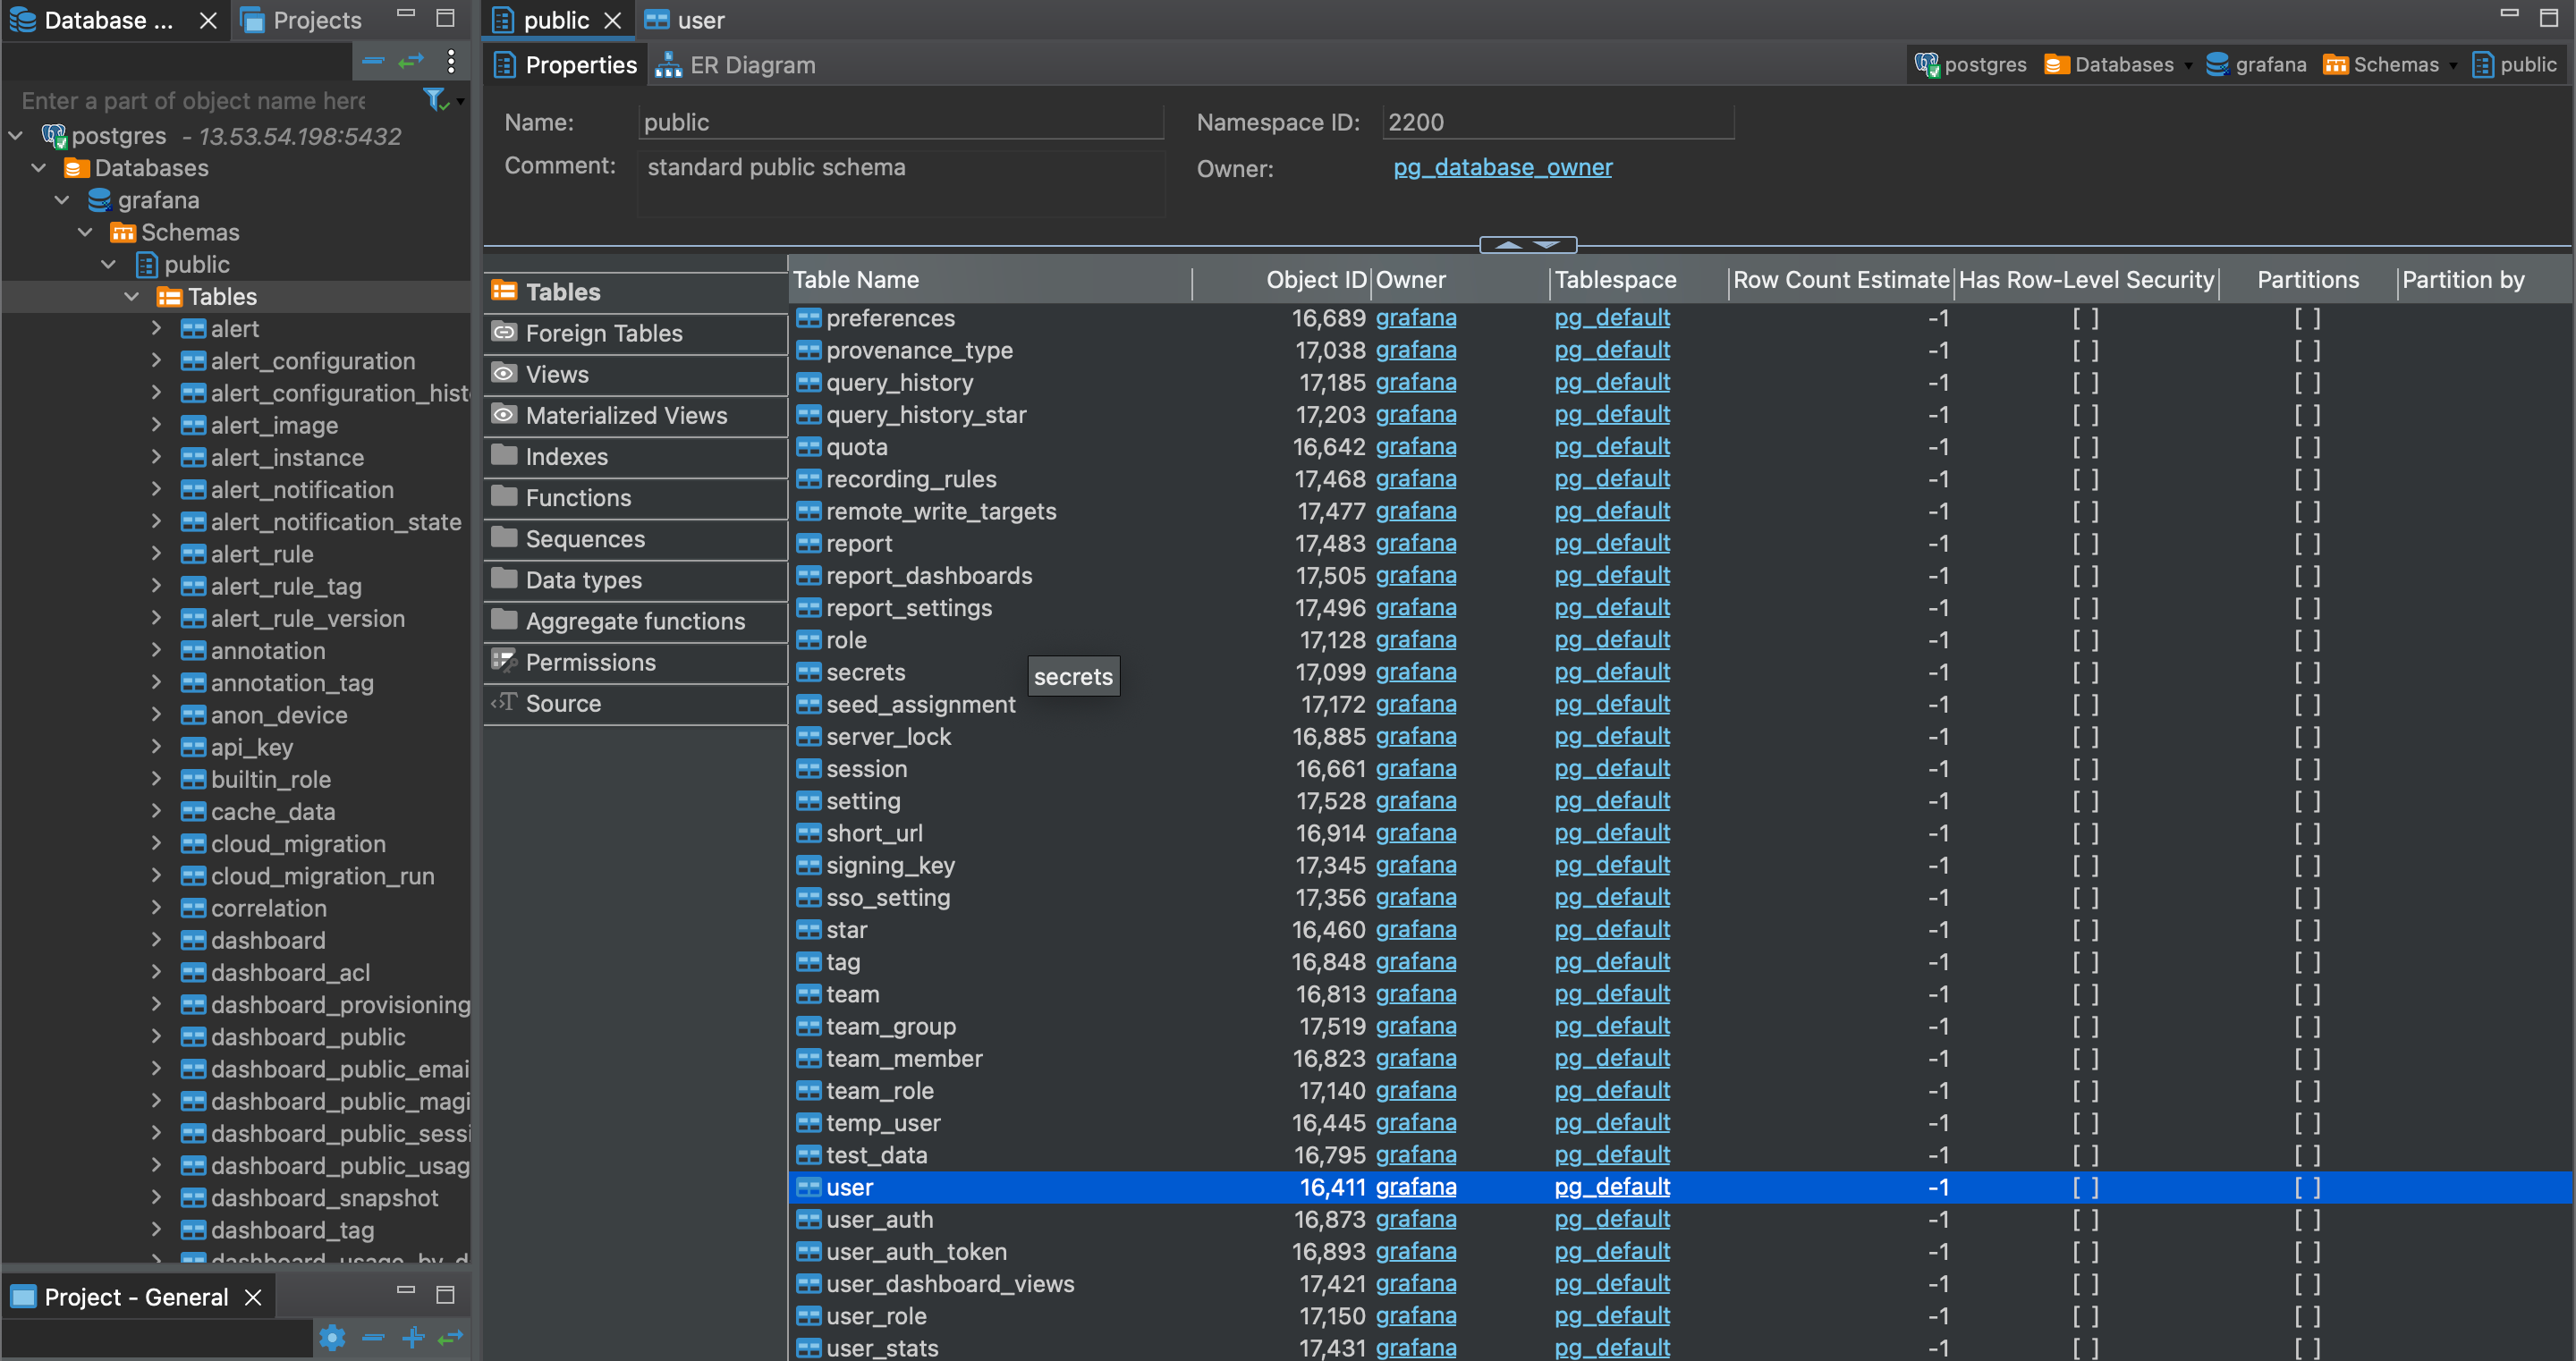 Database ...
Projects
Enter a part of object name here
postgres - 13.53.54.198:5432
Databases
grafana
Schemas
public
Tables
alert
alert_configuration
alert_configuration_hist
alert_image
alert_instance
alert_notification
alert_notification_state
alert_rule
alert_rule_tag
alert_rule_version
annotation
annotation_tag
anon_device
api_key
builtin_role
cache_data
cloud_migration
cloud_migration_run
correlation
dashboard
dashboard_acl
dashboard_provisioning
dashboard_public
dashboard_public_emai
dashboard_public_magi
dashboard_public_sessi
dashboard_public_usag
dashboard_snapshot
dashboard_tag
dashboard_usage_by_d
Project - General
public
user
Properties
ER Diagram
postgres Databases grafana Schemas public
Name: public
Namespace ID: 2200
Comment: standard public schema
Owner: pg_database_owner
Tables
Foreign Tables
Views
Materialized Views
Indexes
Functions
Sequences
Data types
Aggregate functions
Permissions
Source
Table Name Object ID Owner Tablespace Row Count Estimate Has Row-Level Security Partitions Partition by
preferences 16,689 grafana pg_default -1 [ ] [ ]
provenance_type 17,038 grafana pg_default -1 [ ] [ ]
query_history 17,185 grafana pg_default -1 [ ] [ ]
query_history_star 17,203 grafana pg_default -1 [ ] [ ]
quota 16,642 grafana pg_default -1 [ ] [ ]
recording_rules 17,468 grafana pg_default -1 [ ] [ ]
remote_write_targets 17,477 grafana pg_default -1 [ ] [ ]
report 17,483 grafana pg_default -1 [ ] [ ]
report_dashboards 17,505 grafana pg_default -1 [ ] [ ]
report_settings 17,496 grafana pg_default -1 [ ] [ ]
role 17,128 grafana pg_default -1 [ ] [ ]
secrets 17,099 grafana pg_default -1 [ ] [ ]
secrets
seed_assignment 17,172 grafana pg_default -1 [ ] [ ]
server_lock 16,885 grafana pg_default -1 [ ] [ ]
session 16,661 grafana pg_default -1 [ ] [ ]
setting 17,528 grafana pg_default -1 [ ] [ ]
short_url 16,914 grafana pg_default -1 [ ] [ ]
signing_key 17,345 grafana pg_default -1 [ ] [ ]
sso_setting 17,356 grafana pg_default -1 [ ] [ ]
star 16,460 grafana pg_default -1 [ ] [ ]
tag 16,848 grafana pg_default -1 [ ] [ ]
team 16,813 grafana pg_default -1 [ ] [ ]
team_group 17,519 grafana pg_default -1 [ ] [ ]
team_member 16,823 grafana pg_default -1 [ ] [ ]
team_role 17,140 grafana pg_default -1 [ ] [ ]
temp_user 16,445 grafana pg_default -1 [ ] [ ]
test_data 16,795 grafana pg_default -1 [ ] [ ]
user 16,411 grafana pg_default -1 [ ] [ ]
user_auth 16,873 grafana pg_default -1 [ ] [ ]
user_auth_token 16,893 grafana pg_default -1 [ ] [ ]
user_dashboard_views 17,421 grafana pg_default -1 [ ] [ ]
user_role 17,150 grafana pg_default -1 [ ] [ ]
user_stats 17,431 grafana pg_default -1 [ ] [ ]